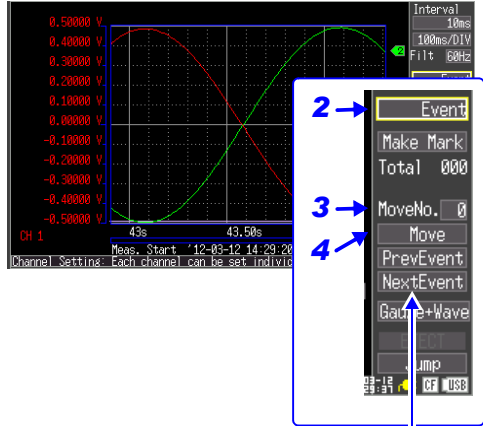 Interval
10ms
100ms/DIV
Filt 60Hz
0.50000 V
0.40000 V
0.30000 V
0.20000 V
0.10000 V
0.00000 V
-0.10000 V
-0.20000 V
-0.30000 V
-0.40000 V
-0.50000 V
CH 1
43s
43.50s
Meas. Start '12-03-12 14:29:20
Channel Setting: Each channel can be set individ
2
2
Event
Make Mark
Total 000
3
MoveNo. 0
4
Move
PrevEvent
NextEvent
Gauge+Wave
EJECT
Jump
CF USB